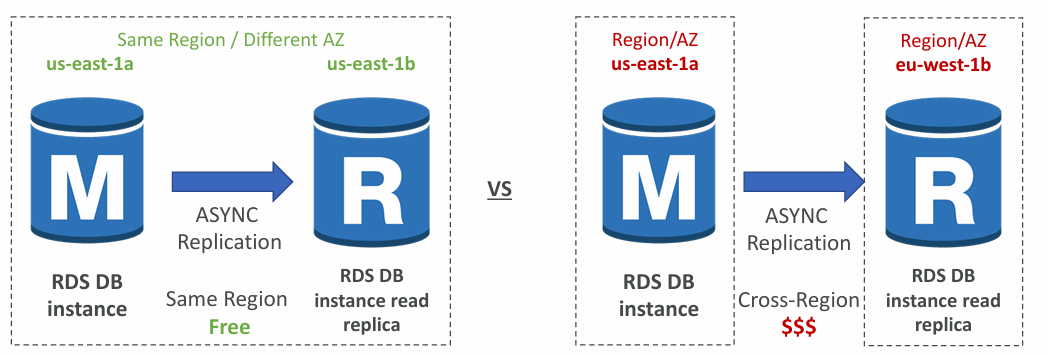 Same Region / Different AZ
us-east-1a
us-east-1b
M
R
ASYNC
Replication
RDS DB
instance
Same Region
Free
RDS DB
instance read
replica
VS
Region/AZ
us-east-1a
M
RDS DB
instance
ASYNC
Replication
Cross-Region
$$$
Region/AZ
eu-west-1b
R
RDS DB
instance read
replica